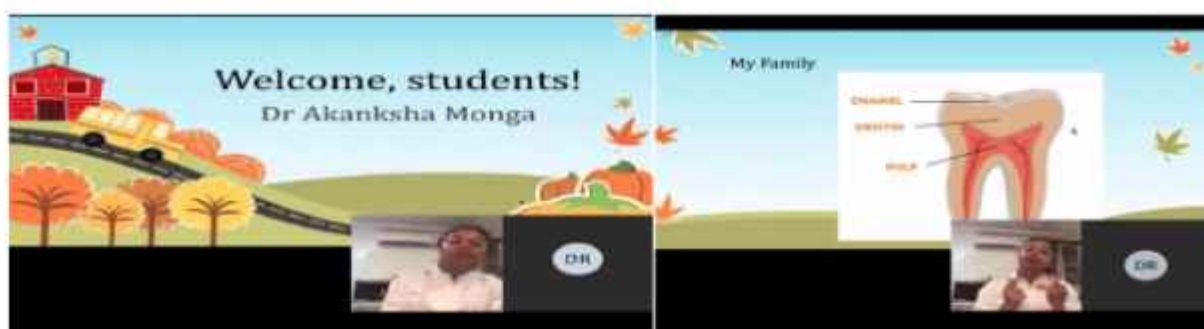 Welcome, students!
Dr Akanksha Monga
DR
My Family
ENAMEL
DENTIN
PULP
DR